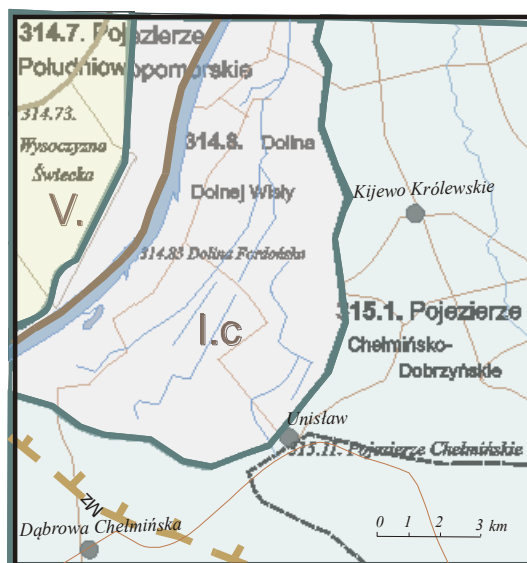 314.7. Pojezierze
Południowopomorskie
314.73.
Wysoczyzna
Świecka
V.
314.8. Dolina
Dolnej Wisły
314.83 Dolina Fordońska
I.c
Kijewo Królewskie
315.1. Pojezierze
Chełmińsko-
Dobrzyńskie
Unisław
315.11. Pojezierze Chełmińskie
Mz
Dąbrowa Chełmińska
0 1 2 3 km